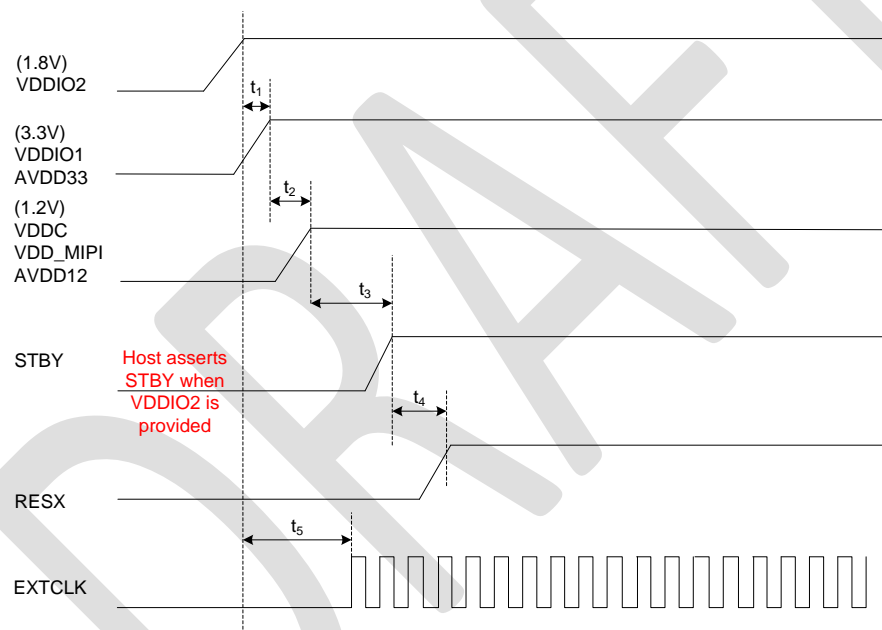 (1.8V)
VDDIO2
t1
(3.3V)
VDDIO1
AVDD33
t2
(1.2V)
VDDC
VDD_MIPI
AVDD12
t3
STBY
Host asserts
STBY when
VDDIO2 is
provided
t4
RESX
t5
EXTCLK
DRAFT